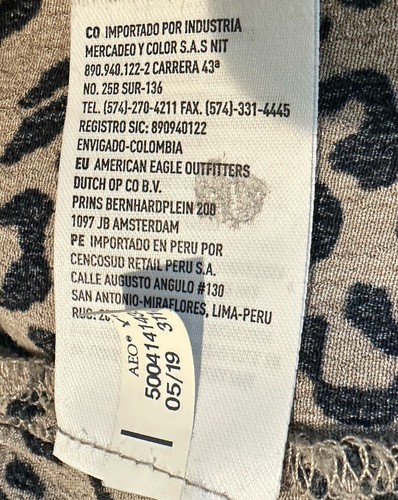 CO IMPORTADO POR INDUSTRIA
MERCADEO Y COLOR S.A.S NIT
890.940.122-2 CARRERA 43ª
NO. 25B SUR-136
TEL. (574)-270-4211 FAX. (574)-331-4445
REGISTRO SIC: 890940122
ENVIGADO-COLOMBIA
EU AMERICAN EAGLE OUTFITTERS
DUTCH OP CO B.V.
PRINS BERNHARDPLEIN 200
1097 JB AMSTERDAM
PE IMPORTADO EN PERU POR
CENCOSUD RETAIL PERU S.A.
CALLE AUGUSTO ANGULO #130
SAN ANTONIO-MIRAFLORES, LIMA-PERU
RUC: 20
AEO®
50041414
05/19